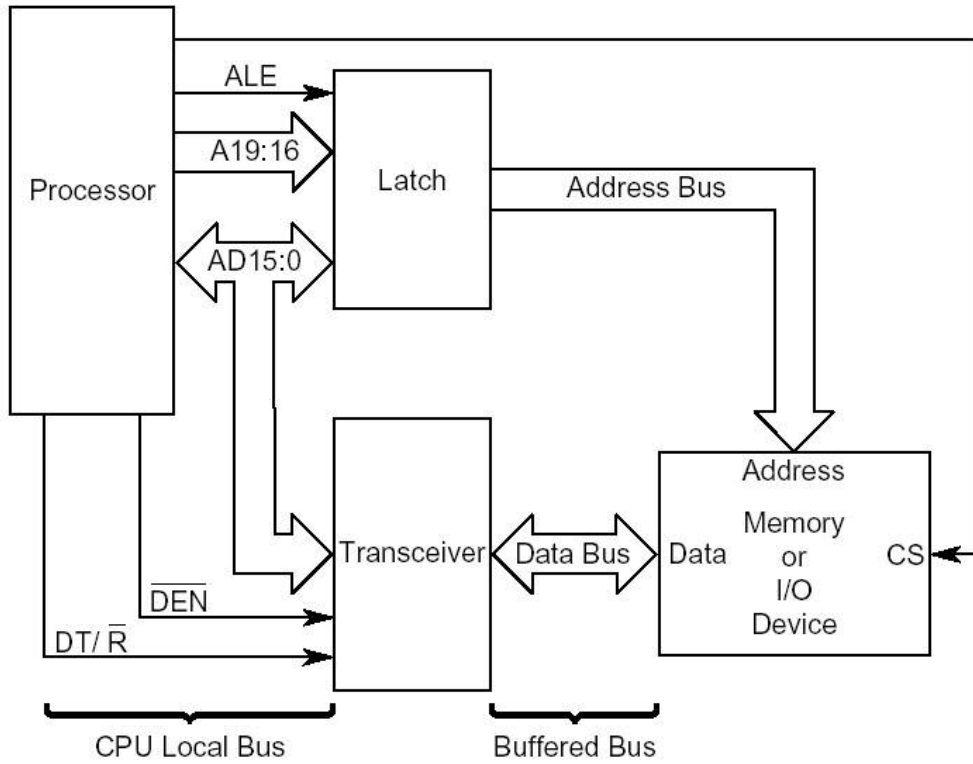 ALE
A19:16
Processor
Latch
Address Bus
AD15:0
Address
Transceiver
Data Bus
Data
Memory
or
I/O
Device
CS
DEN
DT/ R
CPU Local Bus
Buffered Bus